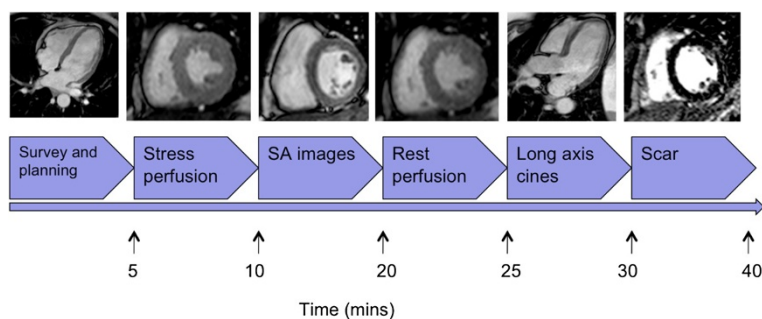 Survey and
planning
Stress
perfusion
SA images
Rest
perfusion
Long axis
cines
Scar
5
10
20
25
30
40
Time (mins)